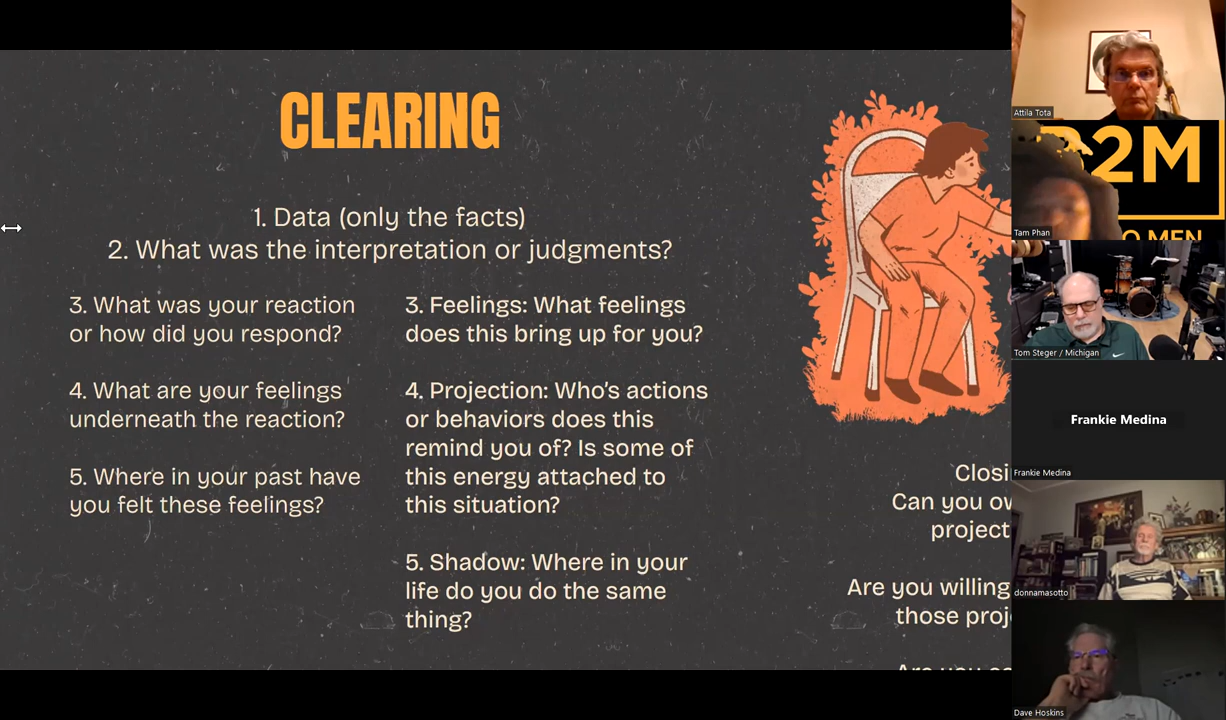 CLEARING
1. Data (only the facts)
2. What was the interpretation or judgments?
3. What was your reaction
or how did you respond?
4. What are your feelings
underneath the reaction?
5. Where in your past have
you felt these feelings?
3. Feelings: What feelings
does this bring up for you?
4. Projection: Who's actions
or behaviors does this
remind you of? Is some of
this energy attached to
this situation?
5. Shadow: Where in your
life do you do the same
thing?
Can you
Are you willing
those
Attila Tota
2M
Tam Phan
O MEN
Tom Steger / Michigan
Frankie Medina
Frankie Medina
donnamasotto
Dave Hoskins